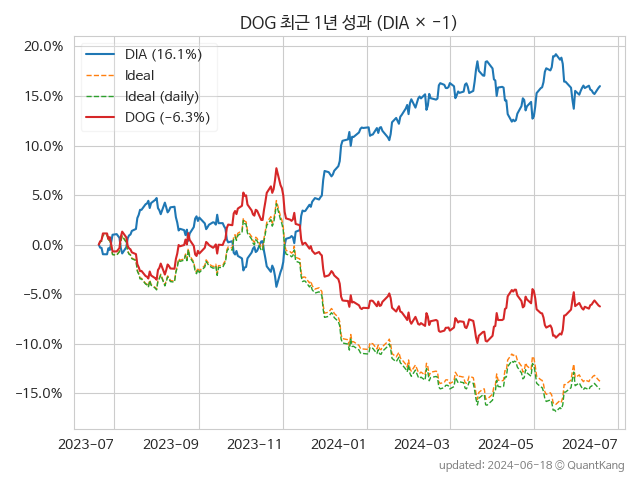 DOG 최근 1년 성과 (DIA × −1)
20.0%
15.0%
10.0%
5.0%
0.0%
−5.0%
−10.0%
−15.0%
DIA (16.1%)
Ideal
Ideal (daily)
DOG (−6.3%)
2023−07
2023−09
2023−11
2024−01
2024−03
2024−05
2024−07
updated: 2024−06−18 ⓒ QuantKang